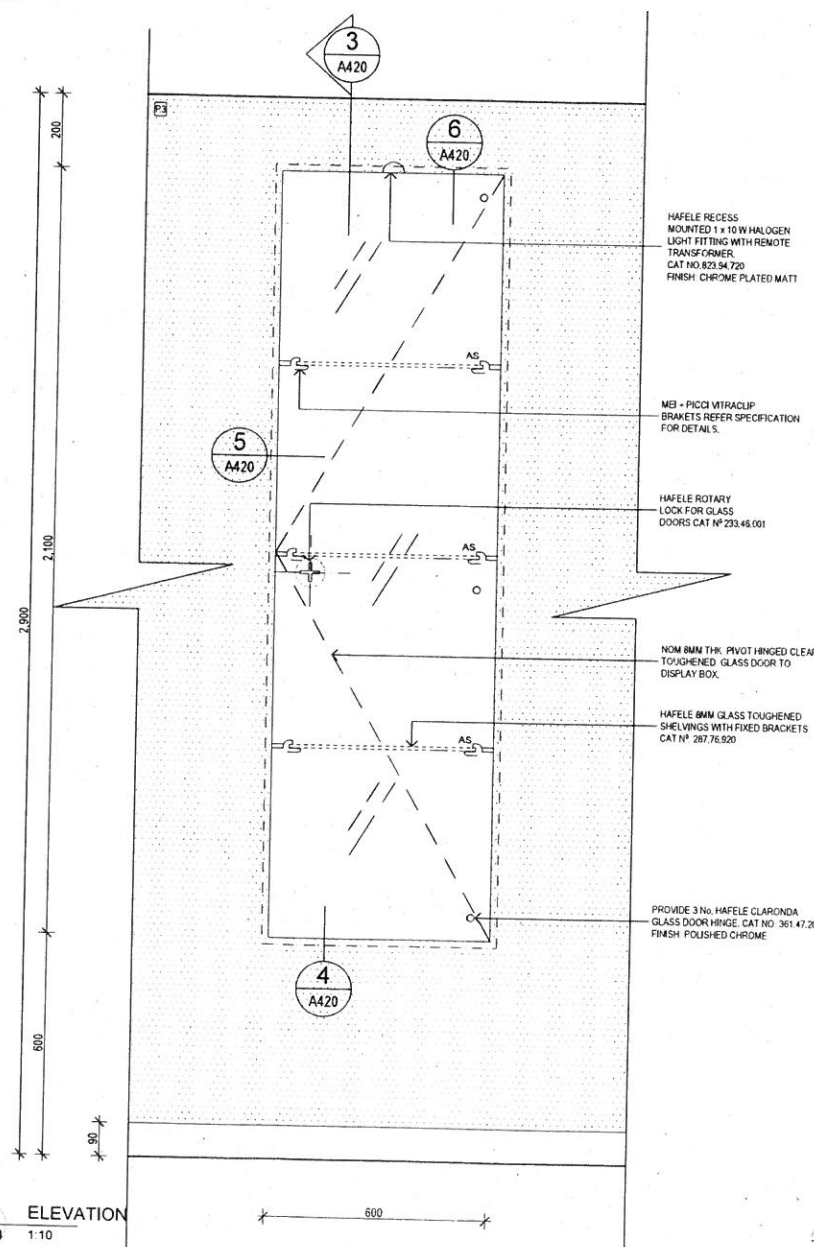 3
A420
P3
200
6
A420
HAFELE RECESS
MOUNTED 1 x 10 W HALOGEN
LIGHT FITTING WITH REMOTE
TRANSFORMER.
CAT NO.823.94.720
FINISH: CHROME PLATED MATT
AS
MEI + PICCI VITRACLIP
BRAKETS REFER SPECIFICATION
FOR DETAILS.
5
A420
HAFELE ROTARY
LOCK FOR GLASS
DOORS CAT Nº 233.46.001
2,100
AS
2,900
NOM 8MM THK. PIVOT HINGED CLEAR
TOUGHENED GLASS DOOR TO
DISPLAY BOX.
HAFELE 8MM GLASS TOUGHENED
SHELVINGS WITH FIXED BRACKETS
CAT Nº 287.76.920
AS
PROVIDE 3 No. HAFELE CLARONDA
GLASS DOOR HINGE. CAT NO. 361.47.20
FINISH: POLISHED CHROME
4
A420
600
90
ELEVATION
1:10
600